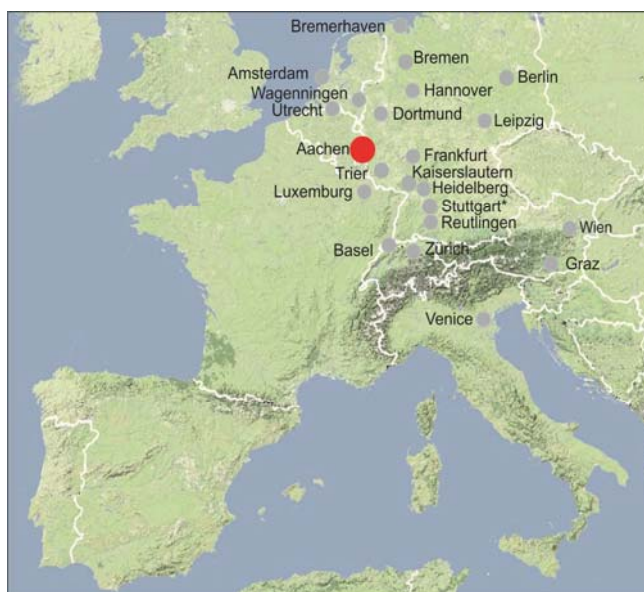 Bremerhaven
Bremen
Amsterdam
Berlin
Wagenningen
Hannover
Utrecht
Dortmund
Leipzig
Aachen
Frankfurt
Trier
Kaiserslautern
Luxemburg
Heidelberg
Stuttgart*
Reutlingen
Wien
Basel
Zürich
Graz
Venice